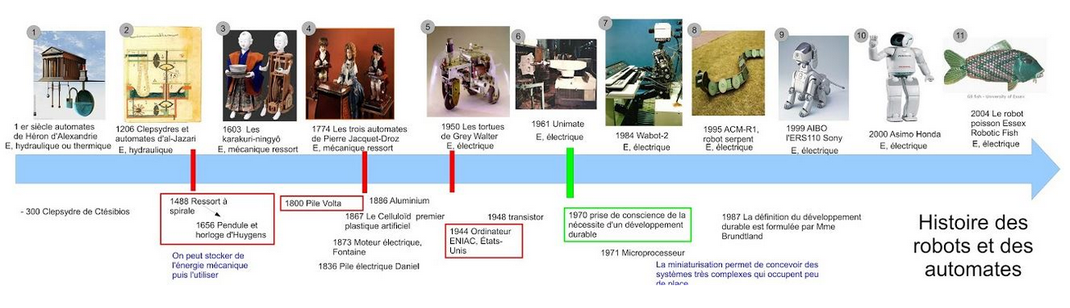 1
2
3
4
5
6
7
8
9
10
11
1 er siècle automates
de Héron d'Alexandrie
E, hydraulique ou thermique
1206 Clepsydres et
automates d'al-Jazari
E, hydraulique
1603 Les
karakuri-ningyô
E, mécanique ressort
1774 Les trois automates
de Pierre Jacquet-Droz
E, mécanique ressort
1950 Les tortues
de Grey Walter
E, électrique
1961 Unimate
E, électrique
1984 Wabot-2
E, électrique
1995 ACM-R1,
robot serpent
E, électrique
1999 AIBO
l'ERS110 Sony
E, électrique
2000 Asimo Honda
E, électrique
2004 Le robot
poisson Essex
Robotic Fish
E, électrique
- 300 Clepsydre de Ctésibios
1488 Ressort à
spirale
1656 Pendule et
horloge d'Huygens
On peut stocker de
l'énergie mécanique
puis l'utiliser
1800 Pile Volta
1886 Aluminium
1867 Le Celluloïd premier
plastique artificiel
1873 Moteur électrique,
Fontaine
1836 Pile électrique Daniel
1948 transistor
1944 Ordinateur
ENIAC, États-
Unis
1970 prise de conscience de la
nécessite d'un développement
durable
1971 Microprocesseur
La miniaturisation permet de concevoir des
systèmes très complexes qui occupent peu
de place
1987 La définition du développement
durable est formulée par Mme
Brundtland
Histoire des
robots et des
automates